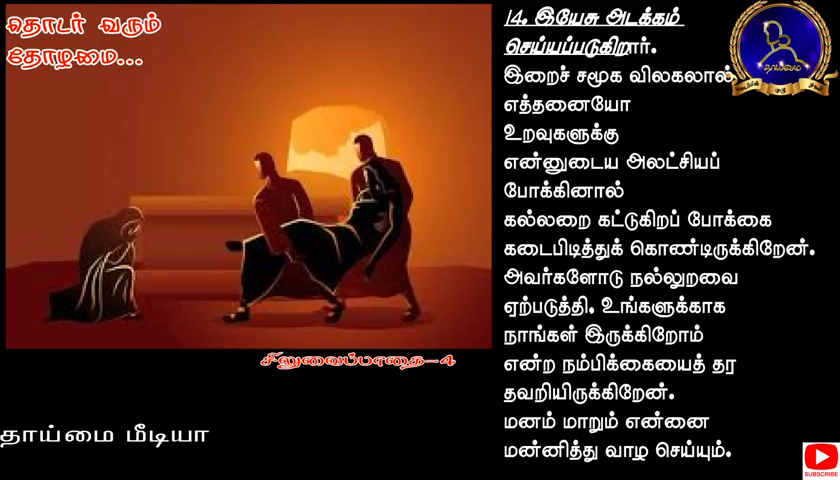 தொடர் வரும்
தோழமை...
14. இயேசு அடக்கம்
செய்யப்படுகிறார்.
இறைச் சமூக விலகலால்
எத்தனையோ
உறவுகளுக்கு
என்னுடைய அலட்சியப்
போக்கினால்
கல்லறை கட்டுகிறப் போக்கை
கடைபிடித்துக் கொண்டிருக்கிறேன்.
அவர்களோடு நல்லுறவை
ஏற்படுத்தி, உங்களுக்காக
நாங்கள் இருக்கிறோம்
என்ற நம்பிக்கையைத் தர
தவறியிருக்கிறேன்.
மனம் மாறும் என்னை
மன்னித்து வாழ செய்யும்.
சிலுவைப்பாதை-4
தாய்மை மீடியா
தாய்மை
SUBSCRIBE